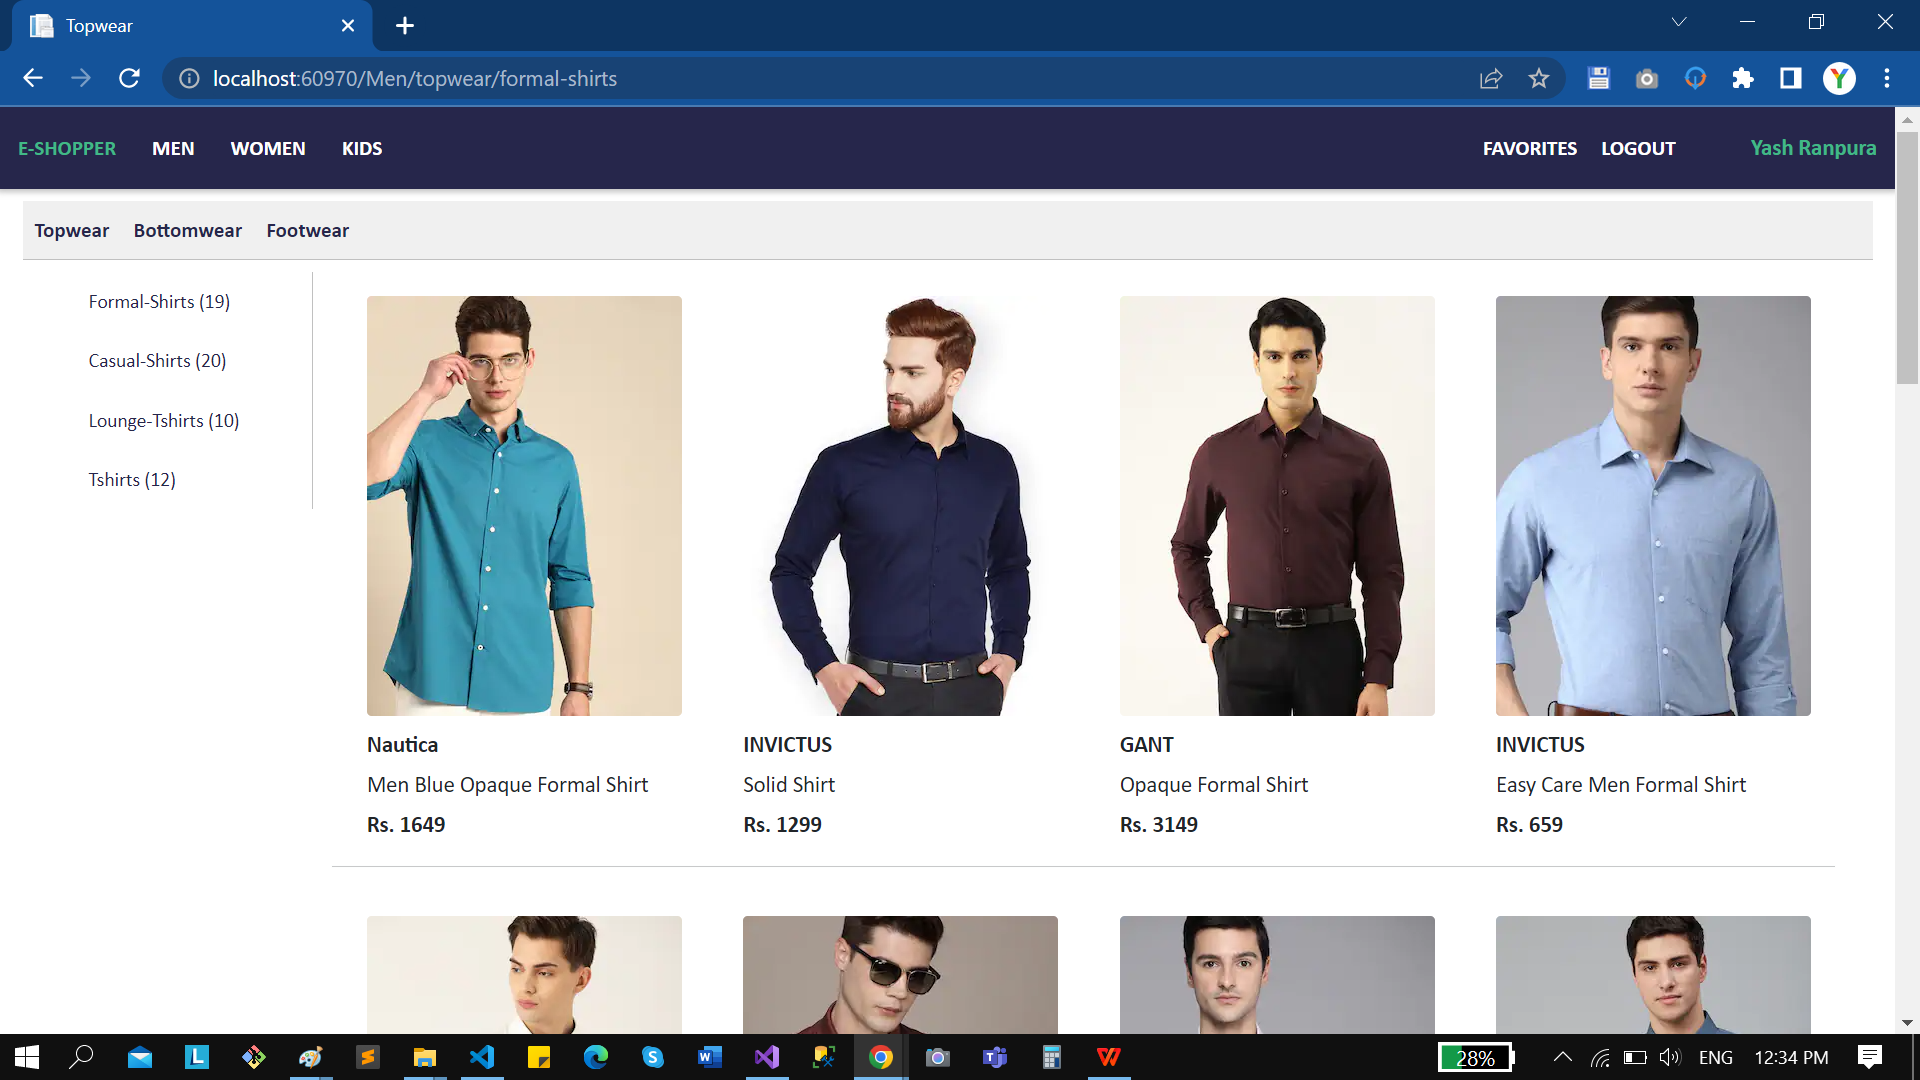 Topwear
localhost:60970/Men/topwear/formal-shirts
E-SHOPPER MEN WOMEN KIDS FAVORITES LOGOUT Yash Ranpura
Topwear Bottomwear Footwear
Formal-Shirts (19)
Casual-Shirts (20)
Lounge-Tshirts (10)
Tshirts (12)
Nautica
Men Blue Opaque Formal Shirt
Rs. 1649
INVICTUS
Solid Shirt
Rs. 1299
GANT
Opaque Formal Shirt
Rs. 3149
INVICTUS
Easy Care Men Formal Shirt
Rs. 659
28% ENG 12:34 PM